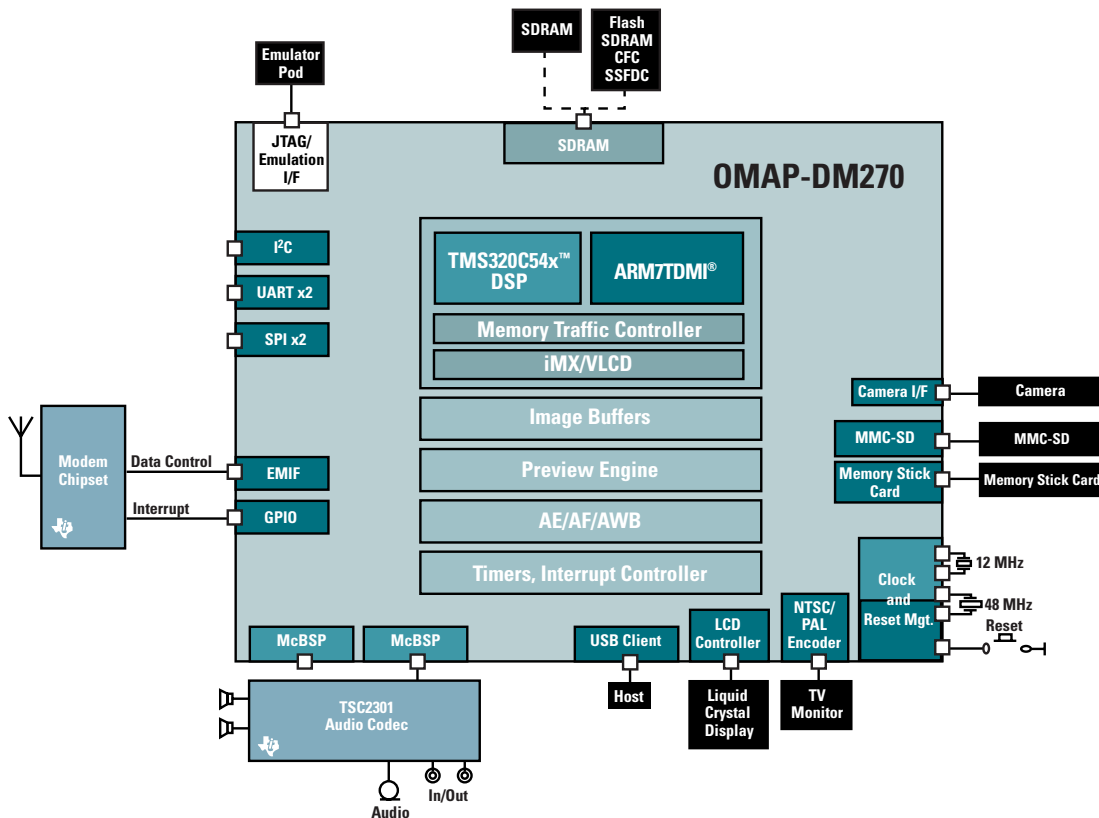 Emulator
Pod
SDRAM
Flash
SDRAM
CFC
SSFDC
JTAG/
Emulation
I/F
SDRAM
OMAP-DM270
I²C
UART x2
SPI x2
TMS320C54x™
DSP
ARM7TDMI®
Memory Traffic Controller
iMX/VLCD
Image Buffers
Preview Engine
AE/AF/AWB
Timers, Interrupt Controller
Modem
Chipset
Data Control
Interrupt
EMIF
GPIO
Camera I/F
Camera
MMC-SD
MMC-SD
Memory Stick
Card
Memory Stick Card
Clock
and
Reset Mgt.
12 MHz
48 MHz
Reset
McBSP
McBSP
USB Client
LCD
Controller
NTSC/
PAL
Encoder
Host
Liquid
Crystal
Display
TV
Monitor
TSC2301
Audio Codec
Audio
In/Out